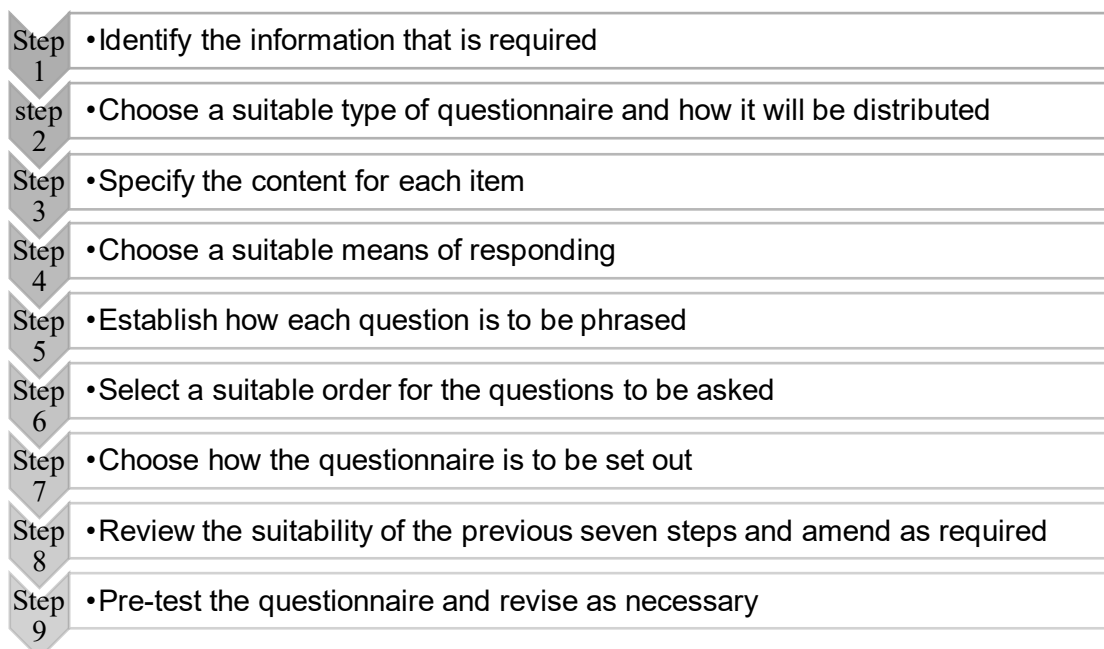 Step 1
•Identify the information that is required
step 2
•Choose a suitable type of questionnaire and how it will be distributed
Step 3
•Specify the content for each item
Step 4
•Choose a suitable means of responding
Step 5
•Establish how each question is to be phrased
Step 6
•Select a suitable order for the questions to be asked
Step 7
•Choose how the questionnaire is to be set out
Step 8
•Review the suitability of the previous seven steps and amend as required
Step 9
•Pre-test the questionnaire and revise as necessary